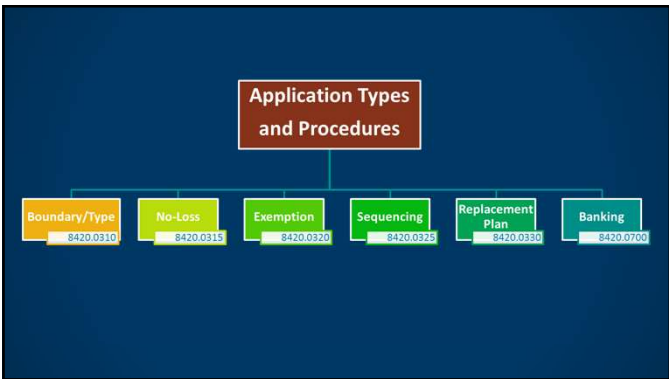 Application Types
and Procedures
Boundary/Type
8420.0310
No-Loss
8420.0315
Exemption
8420.0320
Sequencing
8420.0325
Replacement
Plan
8420.0330
Banking
8420.0700